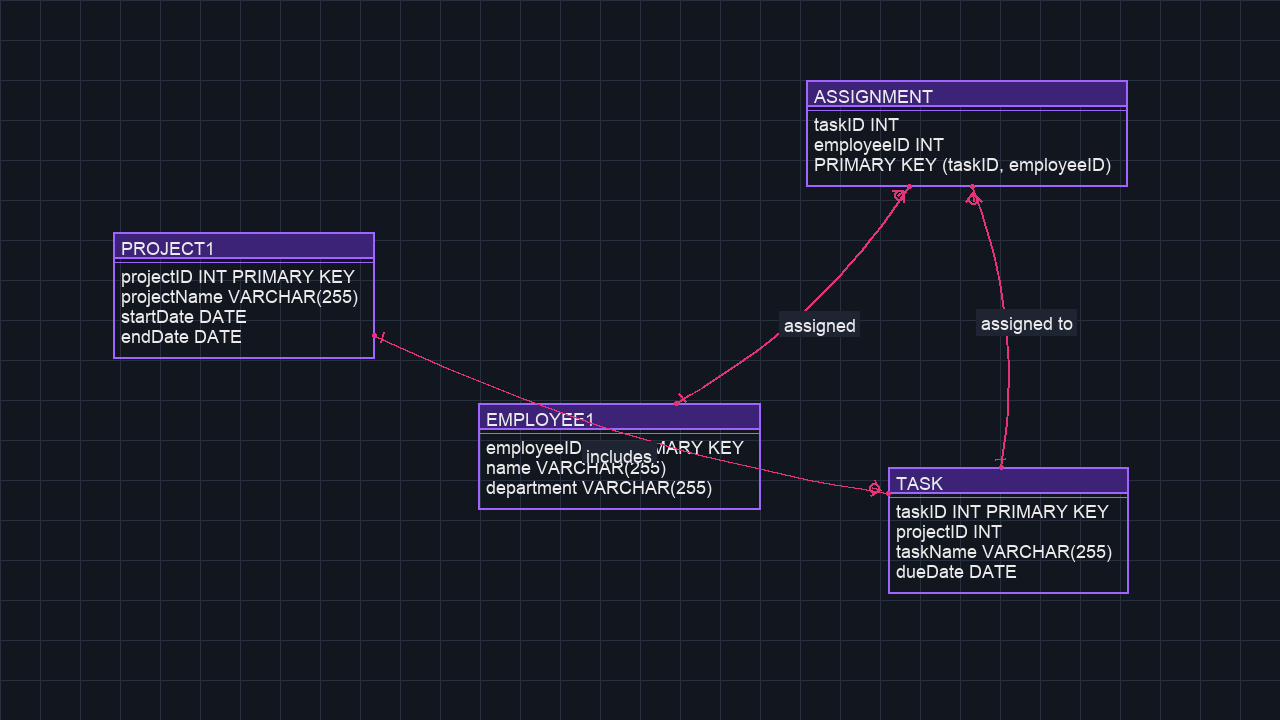 ASSIGNMENT
taskID INT
employeeID INT
PRIMARY KEY (taskID, employeeID)
PROJECT1
projectID INT PRIMARY KEY
projectName VARCHAR(255)
startDate DATE
endDate DATE
assigned
assigned to
EMPLOYEE1
employeeID KEY
includes
name VARCHAR(255)
department VARCHAR(255)
TASK
taskID INT PRIMARY KEY
projectID INT
taskName VARCHAR(255)
dueDate DATE